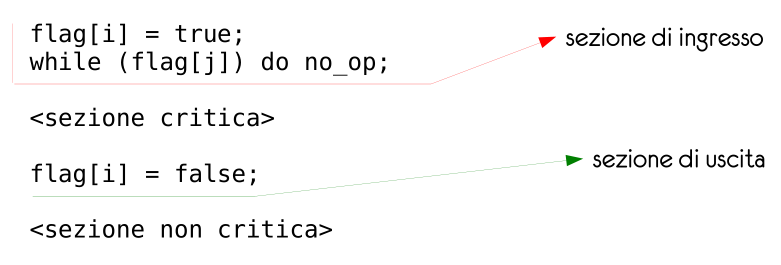 flag[i] = true;
sezione di ingresso
while (flag[j]) do no_op;
<sezione critica>
sezione di uscita
flag[i] = false;
<sezione non critica>